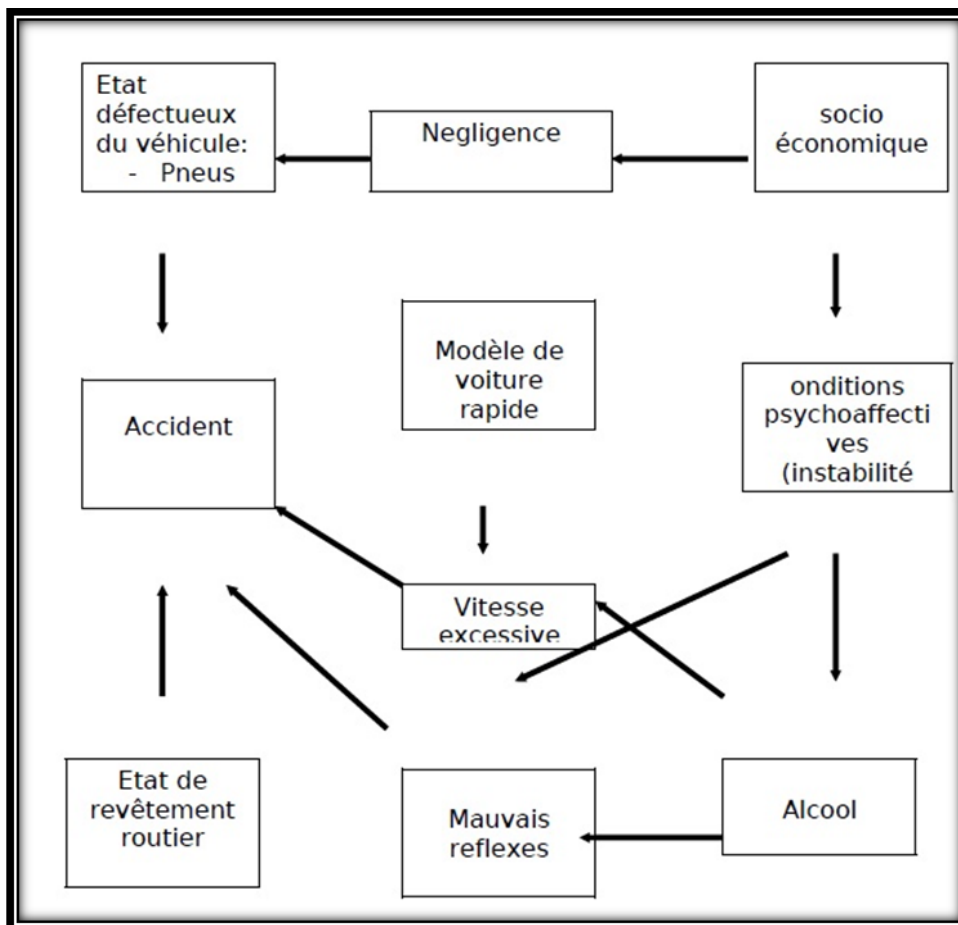 Etat
défectueux
du véhicule:
- Pneus
Negligence
socio
économique
Modèle de
voiture
rapide
Accident
onditions
psychoaffecti
ves
(instabilité
Vitesse
excessive
Etat de
revêtement
routier
Mauvais
reflexes
Alcool